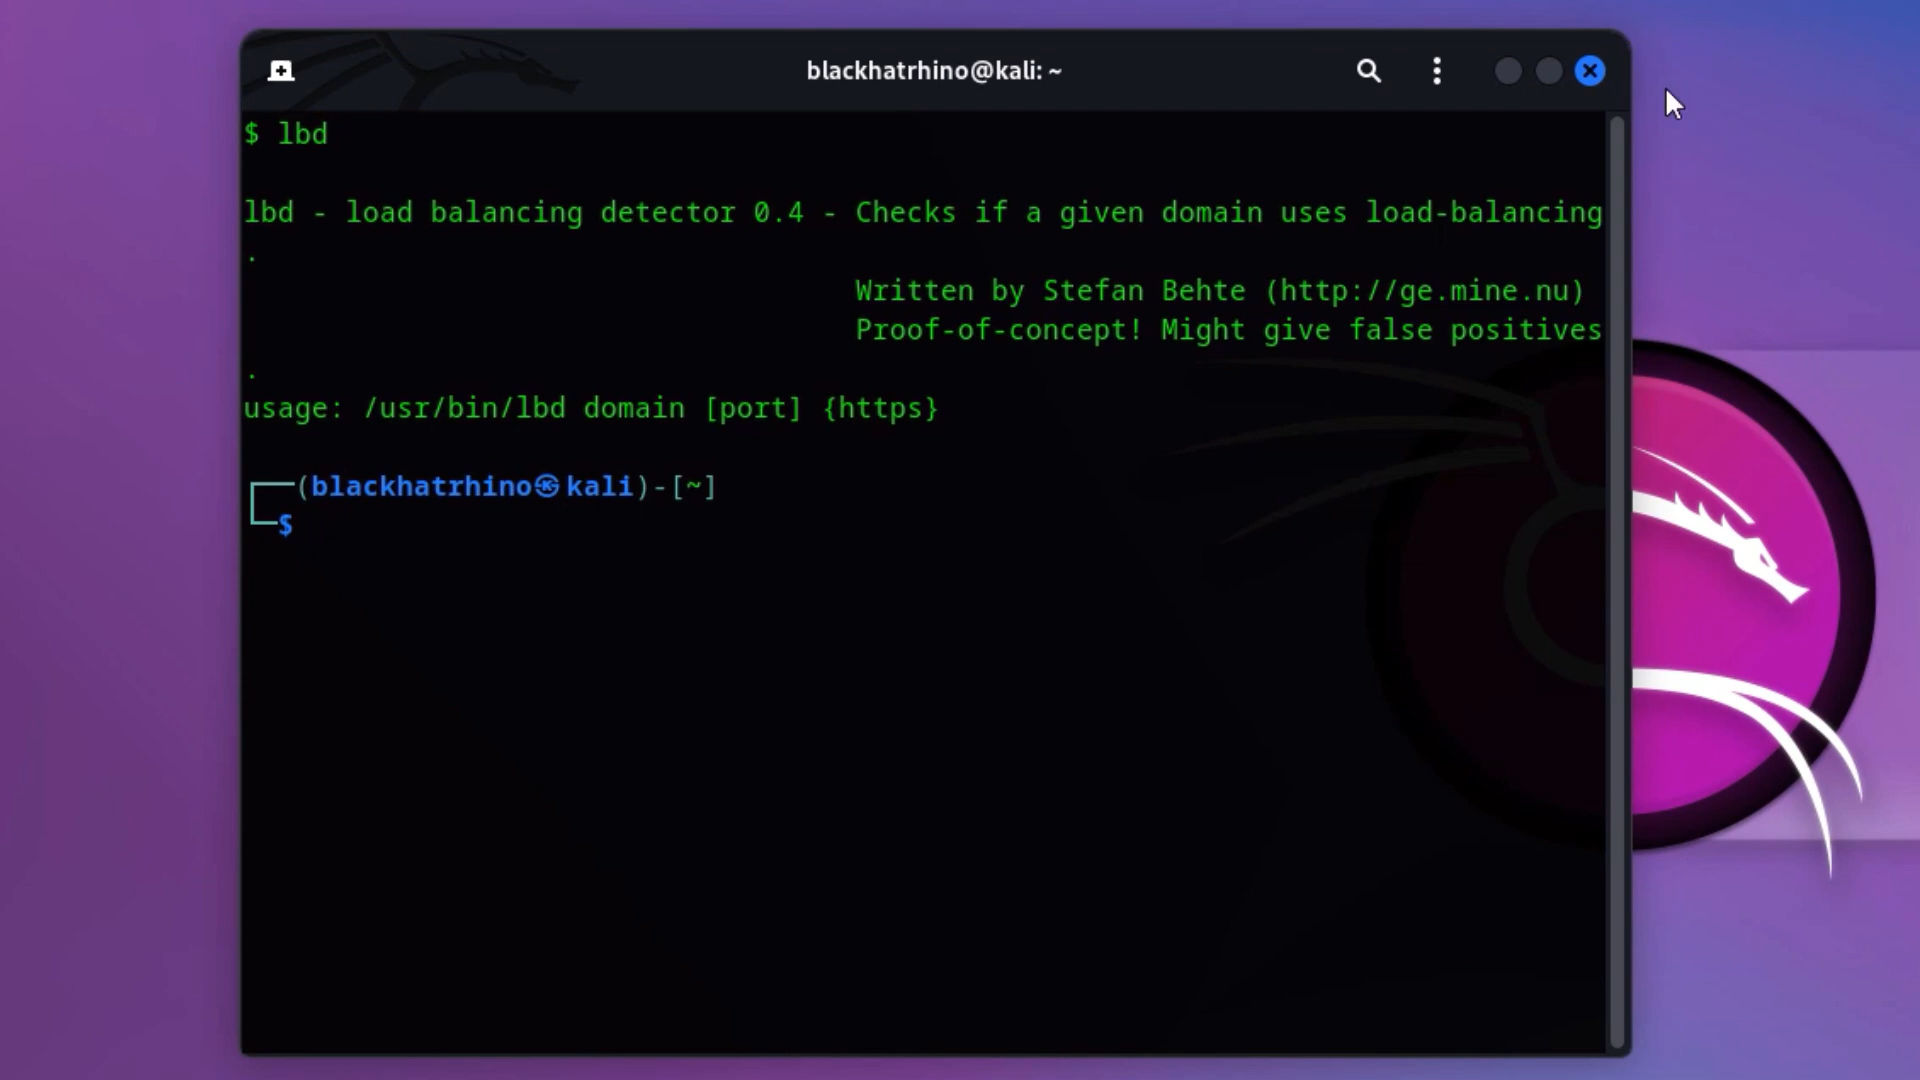 blackhatrhino@kali: ~
$ lbd
lbd - load balancing detector 0.4 - Checks if a given domain uses load-balancing
.
Written by Stefan Behte (http://ge.mine.nu)
Proof-of-concept! Might give false positives
.
usage: /usr/bin/lbd domain [port] {https}
┌──(blackhatrhino㉿kali)-[~]
└─$